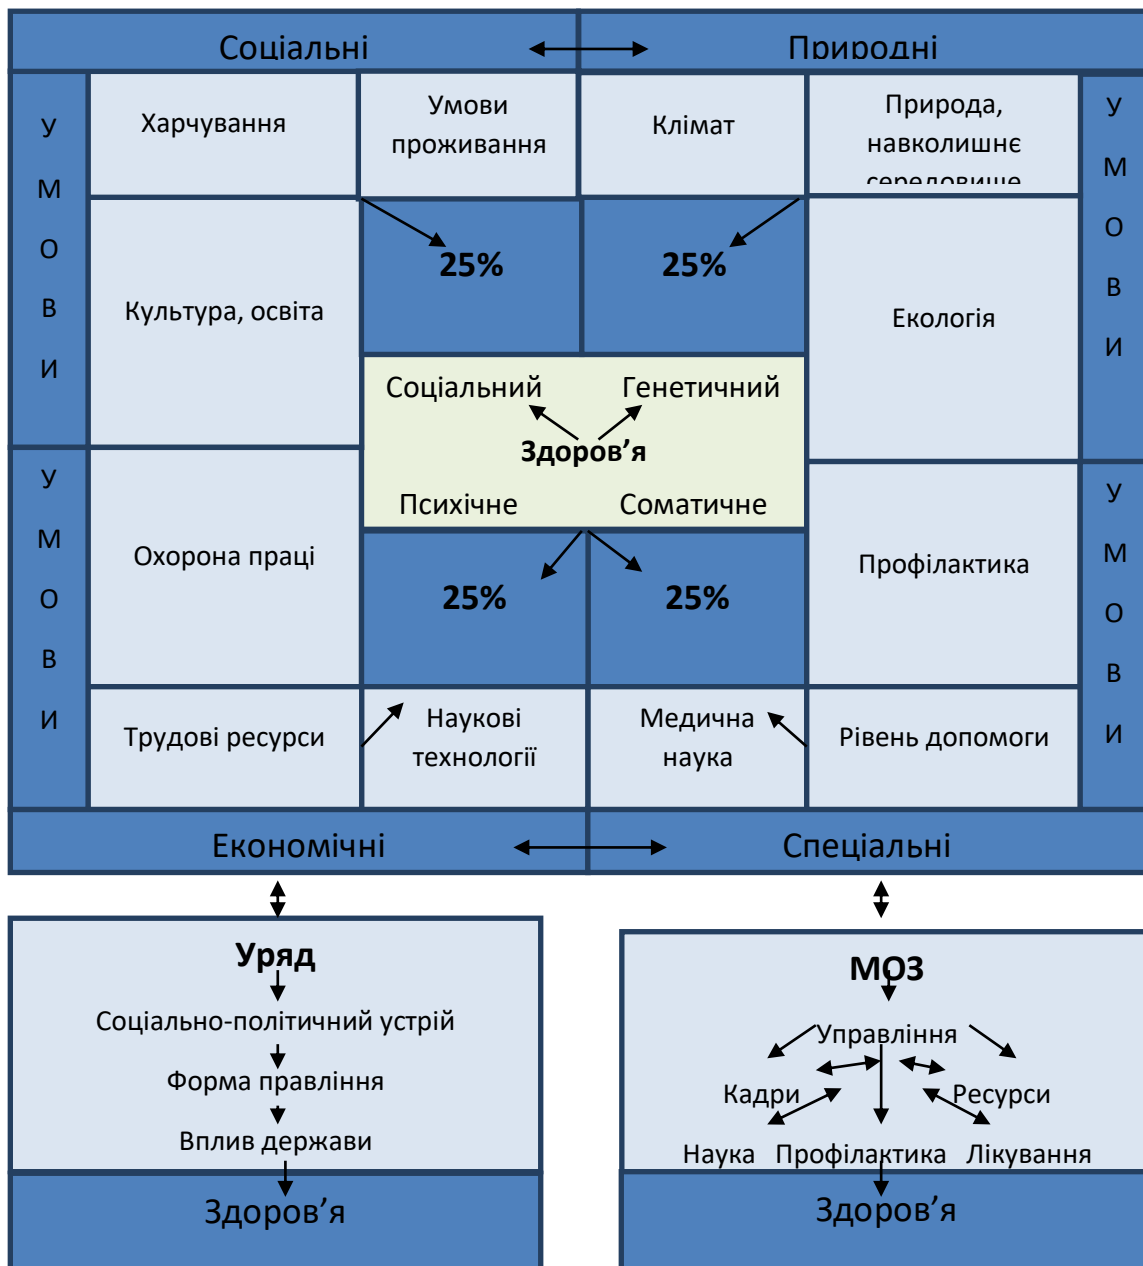 Соціальні
Природні
У
М
О
В
И
Харчування
Умови
проживання
Клімат
Природа,
навколишнє
середовище
У
М
О
В
И
Культура, освіта
25%
25%
Екологія
Соціальний
Генетичний
Здоров’я
Психічне
Соматичне
У
М
О
В
И
Охорона праці
25%
25%
Профілактика
У
М
О
В
И
Трудові ресурси
Наукові
технології
Медична
наука
Рівень допомоги
Економічні
Спеціальні
Уряд
Соціально-політичний устрій
Форма правління
Вплив держави
Здоров’я
МОЗ
Управління
Кадри
Ресурси
Наука
Профілактика
Лікування
Здоров’я